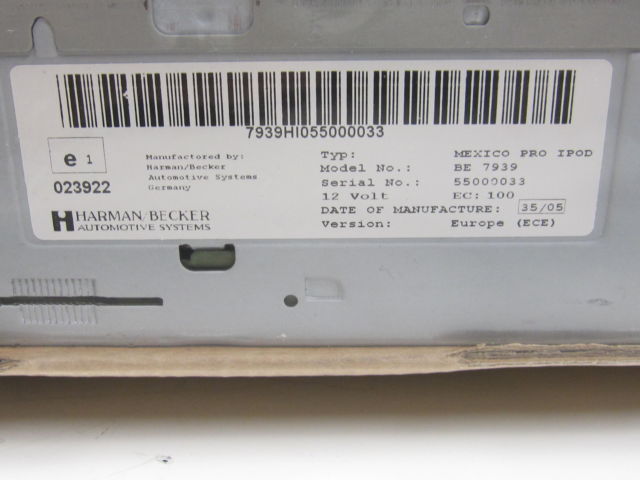 7939HI055000033
e 1
023922
Manufactored by:
Harman/Becker
Automotive Systems
Germany
HARMAN/BECKER
AUTOMOTIVE SYSTEMS
Typ: MEXICO PRO IPOD
Model No.: BE 7939
Serial No.: 55000033
12 Volt EC: 100
DATE OF MANUFACTURE: 35/05
Version: Europe (ECE)